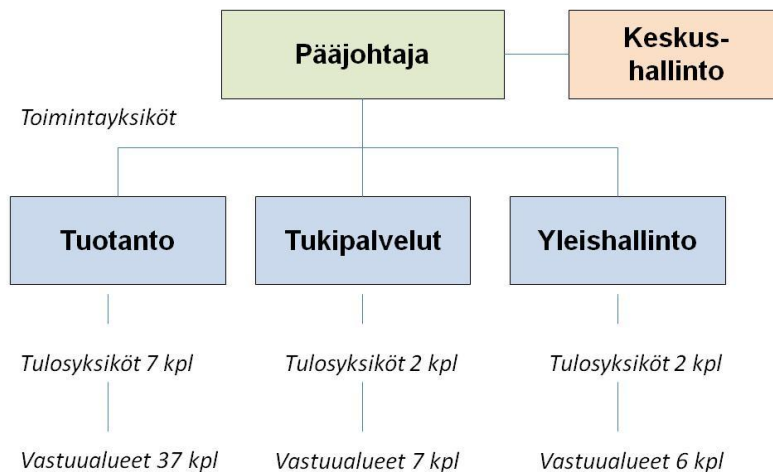 Pääjohtaja
Keskus-
hallinto
Toimintayksiköt
Tuotanto
Tukipalvelut
Yleishallinto
Tulosyksiköt 7 kpl
Tulosyksiköt 2 kpl
Tulosyksiköt 2 kpl
Vastuualueet 37 kpl
Vastuualueet 7 kpl
Vastuualueet 6 kpl